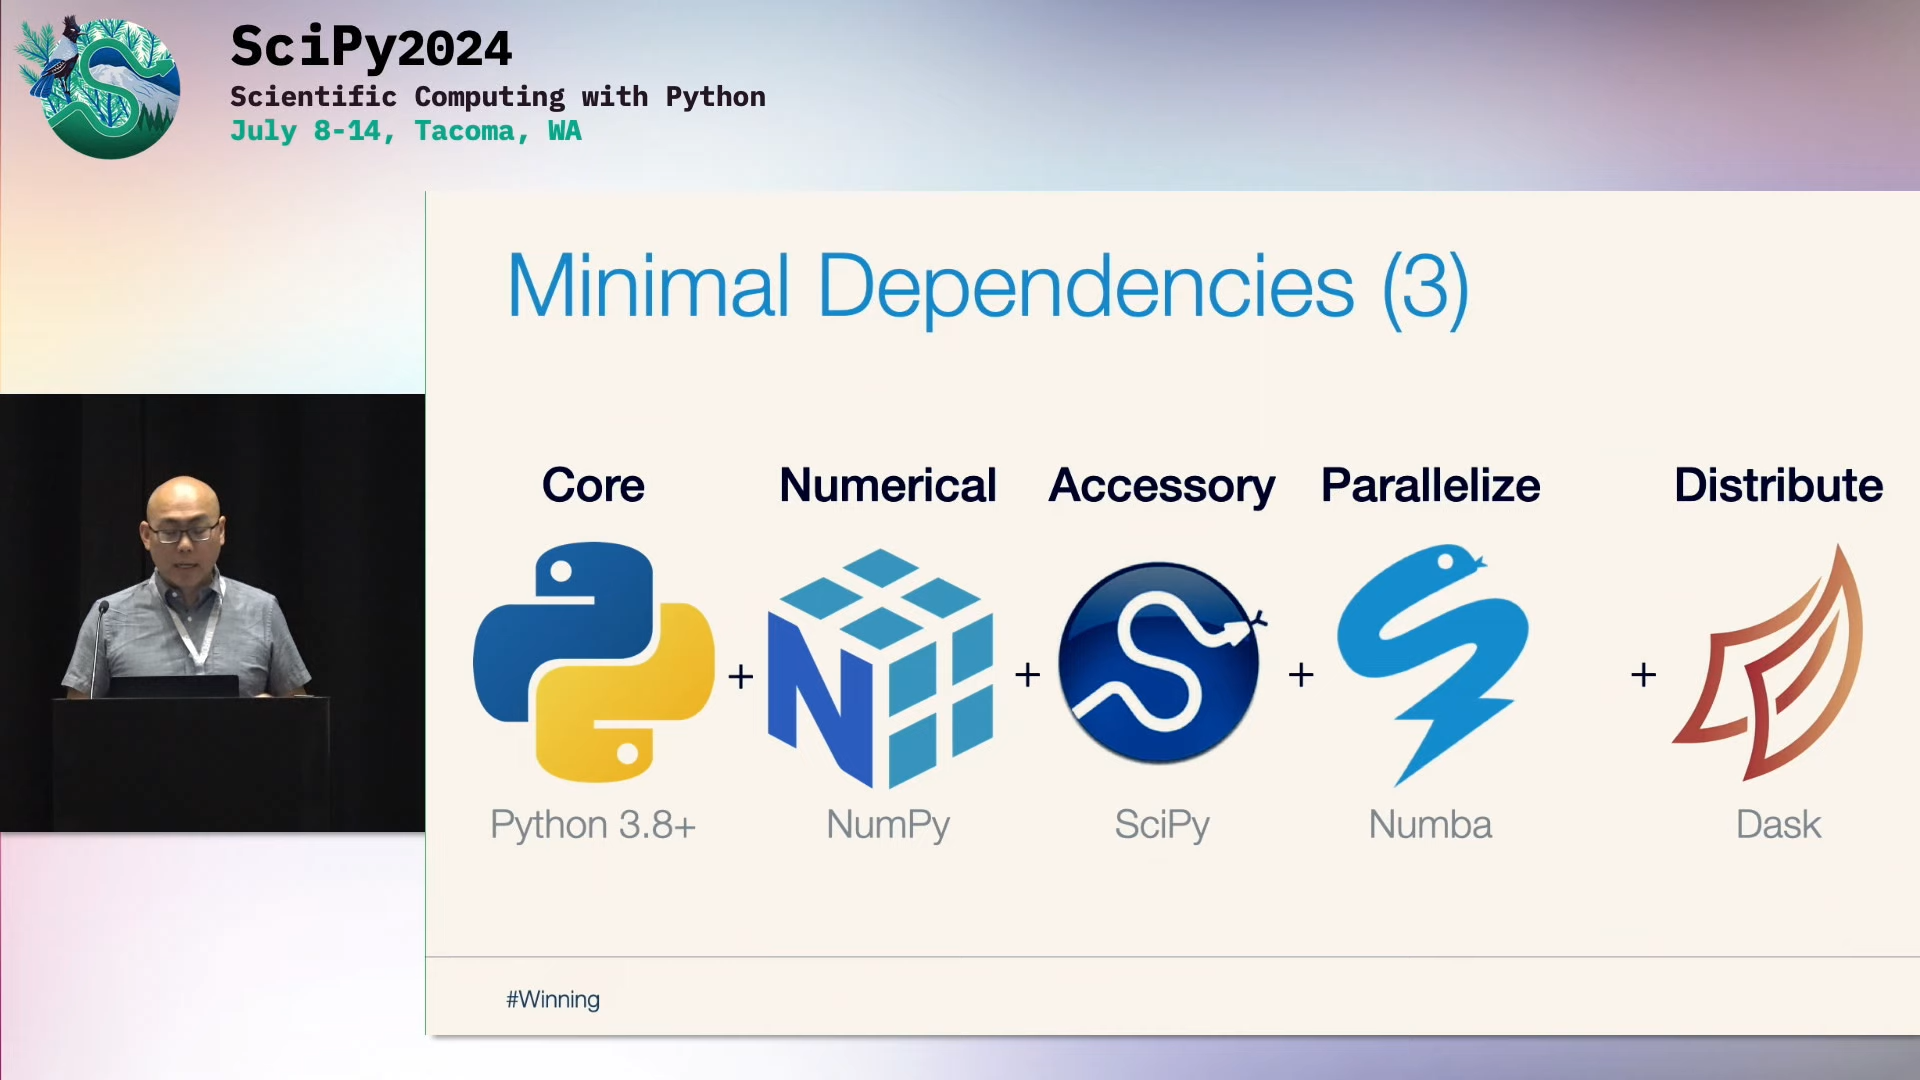 SciPy2024
Scientific Computing with Python
July 8-14, Tacoma, WA
Minimal Dependencies (3)
Core Numerical Accessory Parallelize Distribute
+ + + +
Python 3.8+ NumPy SciPy Numba Dask
#Winning